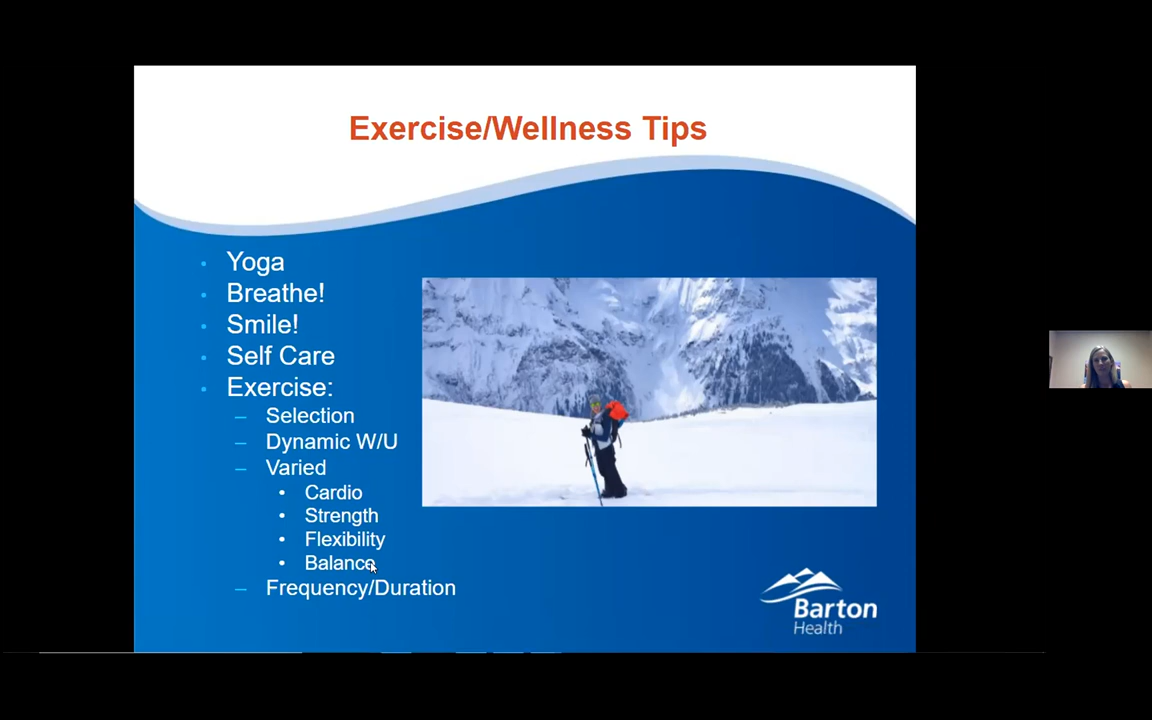 Exercise/Wellness Tips
Yoga
Breathe!
Smile!
Self Care
Exercise:
Selection
Dynamic W/U
Varied
Cardio
Strength
Flexibility
Balance
Frequency/Duration
Barton
Health